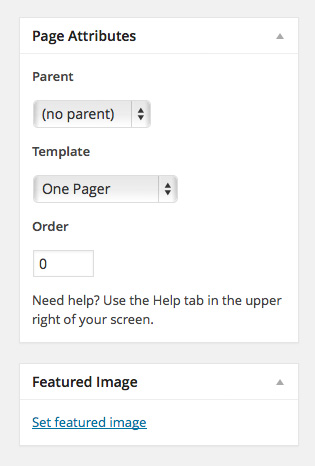 Page Attributes
Parent
(no parent)
Template
One Pager
Order
0
Need help? Use the Help tab in the upper
right of your screen.
Featured Image
Set featured image